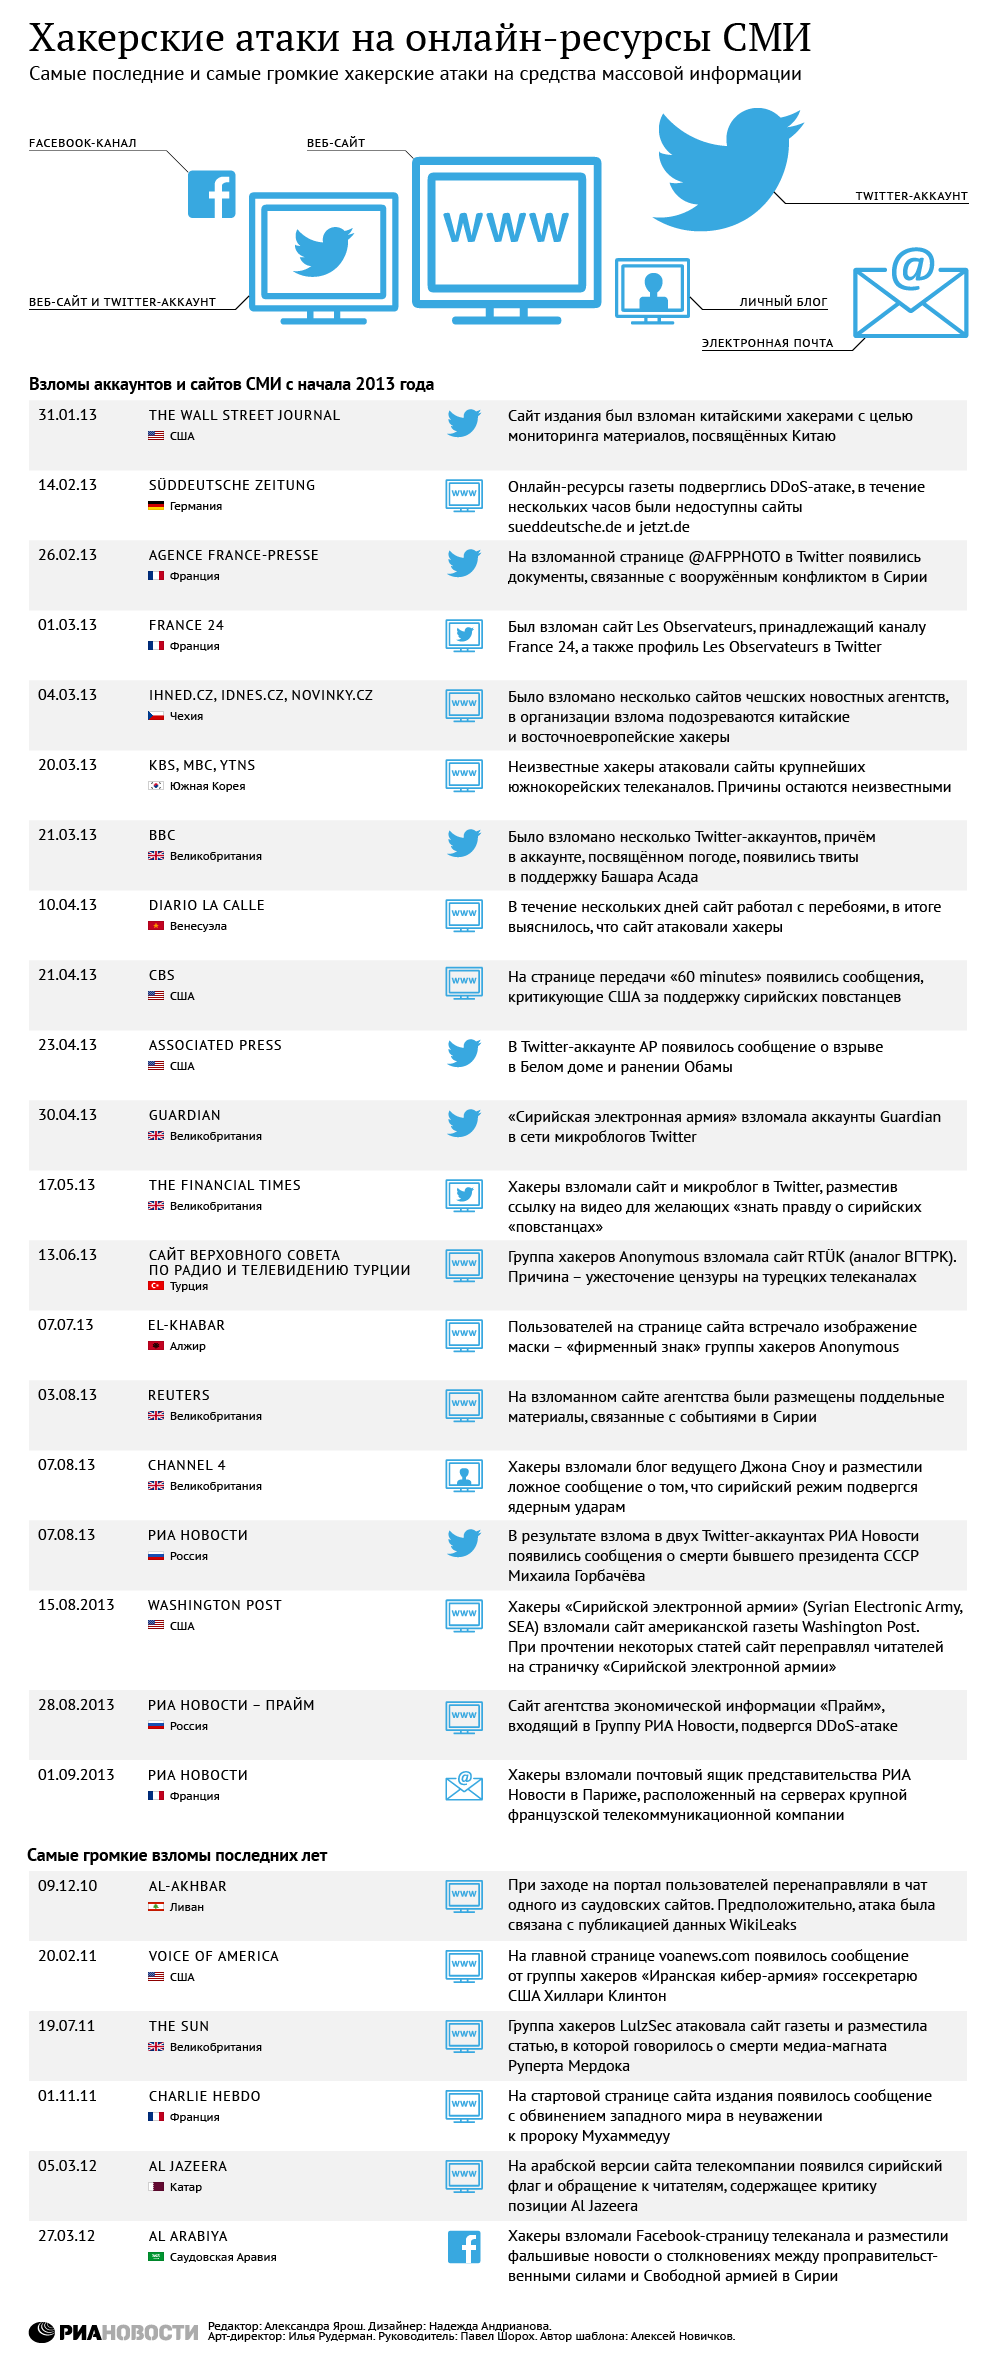 Хакерские атаки на онлайн-ресурсы СМИ
Самые последние и самые громкие хакерские атаки на средства массовой информации
FACEBOOK-КАНАЛ
ВЕБ-САЙТ
TWITTER-АККАУНТ
WWW
ВЕБ-САЙТ И TWITTER-АККАУНТ
ЛИЧНЫЙ БЛОГ
@
ЭЛЕКТРОННАЯ ПОЧТА
Взломы аккаунтов и сайтов СМИ с начала 2013 года
31.01.13
THE WALL STREET JOURNAL
США
Сайт издания был взломан китайскими хакерами с целью
мониторинга материалов, посвящённых Китаю
14.02.13
SÜDDEUTSCHE ZEITUNG
Германия
www
Онлайн-ресурсы газеты подверглись DDoS-атаке, в течение
нескольких часов были недоступны сайты
sueddeutsche.de и jetzt.de
26.02.13
AGENCE FRANCE-PRESSE
Франция
На взломанной странице @AFPPHOTO в Twitter появились
документы, связанные с вооружённым конфликтом в Сирии
01.03.13
FRANCE 24
Франция
Был взломан сайт Les Observateurs, принадлежащий каналу
France 24, а также профиль Les Observateurs в Twitter
04.03.13
IHNED.CZ, IDNES.CZ, NOVINKY.CZ
Чехия
www
Было взломано несколько сайтов чешских новостных агентств,
в организации взлома подозреваются китайские
и восточноевропейские хакеры
20.03.13
KBS, MBC, YTNS
Южная Корея
www
Неизвестные хакеры атаковали сайты крупнейших
южнокорейских телеканалов. Причины остаются неизвестными
21.03.13
BBC
Великобритания
Было взломано несколько Twitter-аккаунтов, причём
в аккаунте, посвящённом погоде, появились твиты
в поддержку Башара Асада
10.04.13
DIARIO LA CALLE
Венесуэла
www
В течение нескольких дней сайт работал с перебоями, в итоге
выяснилось, что сайт атаковали хакеры
21.04.13
CBS
США
www
На странице передачи «60 minutes» появились сообщения,
критикующие США за поддержку сирийских повстанцев
23.04.13
ASSOCIATED PRESS
США
В Twitter-аккаунте AP появилось сообщение о взрыве
в Белом доме и ранении Обамы
30.04.13
GUARDIAN
Великобритания
«Сирийская электронная армия» взломала аккаунты Guardian
в сети микроблогов Twitter
17.05.13
THE FINANCIAL TIMES
Великобритания
Хакеры взломали сайт и микроблог в Twitter, разместив
ссылку на видео для желающих «знать правду о сирийских
«повстанцах»
13.06.13
САЙТ ВЕРХОВНОГО СОВЕТА
ПО РАДИО И ТЕЛЕВИДЕНИЮ ТУРЦИИ
Турция
www
Группа хакеров Anonymous взломала сайт RTÜK (аналог ВГТРК).
Причина – ужесточение цензуры на турецких телеканалах
07.07.13
EL-KHABAR
Алжир
www
Пользователей на странице сайта встречало изображение
маски – «фирменный знак» группы хакеров Anonymous
03.08.13
REUTERS
Великобритания
www
На взломанном сайте агентства были размещены поддельные
материалы, связанные с событиями в Сирии
07.08.13
CHANNEL 4
Великобритания
Хакеры взломали блог ведущего Джона Сноу и разместили
ложное сообщение о том, что сирийский режим подвергся
ядерным ударам
07.08.13
РИА НОВОСТИ
Россия
В результате взлома в двух Twitter-аккаунтах РИА Новости
появились сообщения о смерти бывшего президента СССР
Михаила Горбачёва
15.08.2013
WASHINGTON POST
США
www
Хакеры «Сирийской электронной армии» (Syrian Electronic Army,
SEA) взломали сайт американской газеты Washington Post.
При прочтении некоторых статей сайт переправлял читателей
на страничку «Сирийской электронной армии»
28.08.2013
РИА НОВОСТИ – ПРАЙМ
Россия
www
Сайт агентства экономической информации «Прайм»,
входящий в Группу РИА Новости, подвергся DDoS-атаке
01.09.2013
РИА НОВОСТИ
Франция
@
Хакеры взломали почтовый ящик представительства РИА
Новости в Париже, расположенный на серверах крупной
французской телекоммуникационной компании
Самые громкие взломы последних лет
09.12.10
AL-AKHBAR
Ливан
www
При заходе на портал пользователей перенаправляли в чат
одного из саудовских сайтов. Предположительно, атака была
связана с публикацией данных WikiLeaks
20.02.11
VOICE OF AMERICA
США
www
На главной странице voanews.com появилось сообщение
от группы хакеров «Иранская кибер-армия» госсекретарю
США Хиллари Клинтон
19.07.11
THE SUN
Великобритания
www
Группа хакеров LulzSec атаковала сайт газеты и разместила
статью, в которой говорилось о смерти медиа-магната
Руперта Мердока
01.11.11
CHARLIE HEBDO
Франция
www
На стартовой странице сайта издания появилось сообщение
с обвинением западного мира в неуважении
к пророку Мухаммедуу
05.03.12
AL JAZEERA
Катар
www
На арабской версии сайта телекомпании появился сирийский
флаг и обращение к читателям, содержащее критику
позиции Al Jazeera
27.03.12
AL ARABIYA
Саудовская Аравия
Хакеры взломали Facebook-страницу телеканала и разместили
фальшивые новости о столкновениях между проправительст-
венными силами и Свободной армией в Сирии
РИАНОВОСТИ
Редактор: Александра Ярош. Дизайнер: Надежда Андрианова.
Арт-директор: Илья Рудерман. Руководитель: Павел Шорох. Автор шаблона: Алексей Новичков.